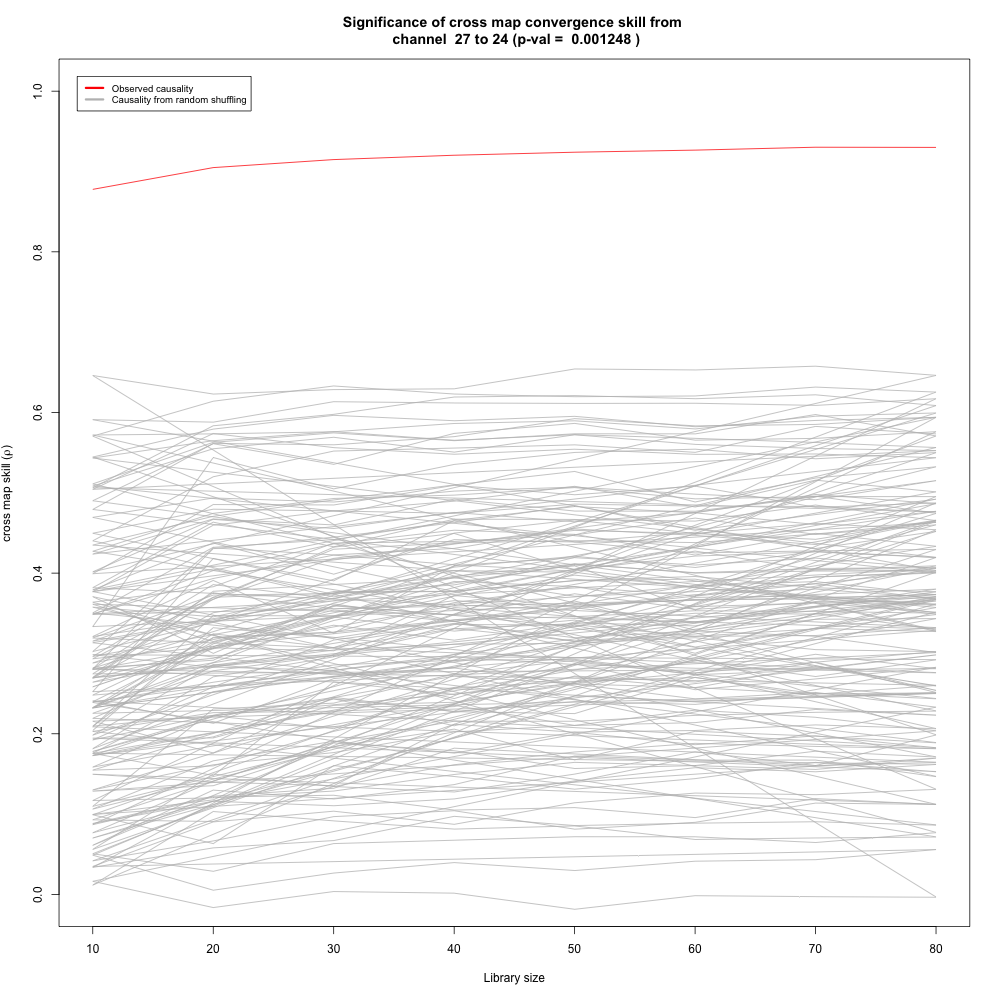 Significance of cross map convergence skill from
channel  27 to 24 (p-val =  0.001248 )
Observed causality
Causality from random shuffling
1.0
0.8
0.6
0.4
0.2
0.0
cross map skill (ρ)
10 20 30 40 50 60 70 80
Library size